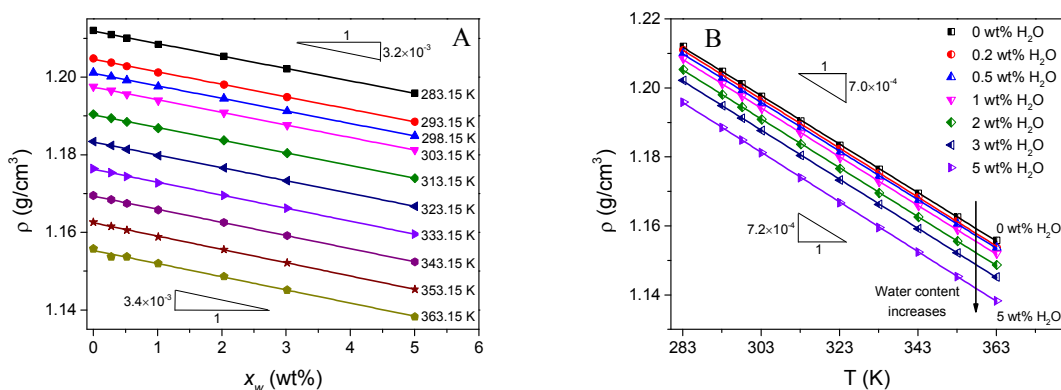 A
1
3.2×10⁻³
1.20
1.18
1.16
1.14
ρ (g/cm³)
283.15 K
293.15 K
298.15 K
303.15 K
313.15 K
323.15 K
333.15 K
343.15 K
353.15 K
363.15 K
3.4×10⁻³
1
0 1 2 3 4 5 6
x_w (wt%)
B
1
7.0×10⁻⁴
0 wt% H₂O
0.2 wt% H₂O
0.5 wt% H₂O
1 wt% H₂O
2 wt% H₂O
3 wt% H₂O
5 wt% H₂O
1.22
1.20
1.18
1.16
1.14
ρ (g/cm³)
7.2×10⁻⁴
1
0 wt% H₂O
Water content
increases
5 wt% H₂O
283 303 323 343 363
T (K)